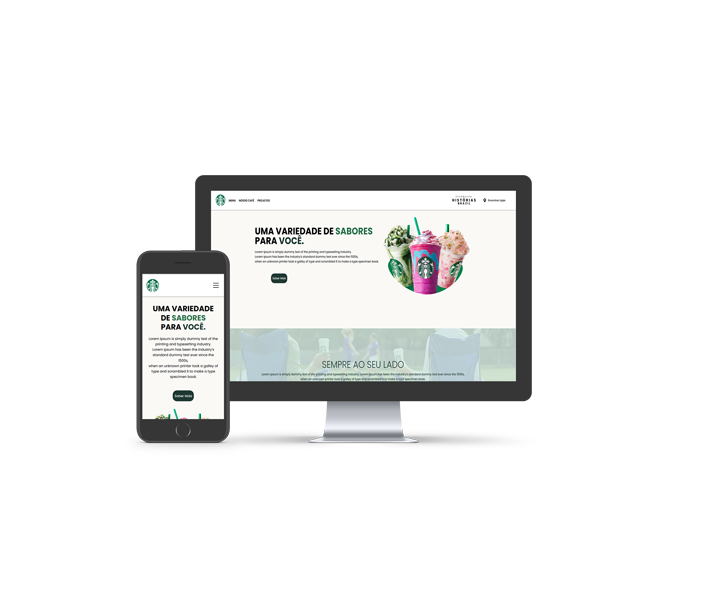 MENU NOSSO CAFÉ PROJETOS
HISTÓRIAS
BRASIL
UMA VARIEDADE DE SABORES
PARA VOCÊ.
Lorem Ipsum is simply dummy text of the printing and typesetting industry.
Lorem Ipsum has been the industry's standard dummy text ever since the 1500s,
when an unknown printer took a galley of type and scrambled it to make a type specimen book
Saber Mais
SEMPRE AO SEU LADO
Lorem Ipsum is simply dummy text of the printing and typesetting industry. Lorem Ipsum has been the industry's standard dummy text ever since the 1500s,
when an unknown printer took a galley of type and scrambled it to make a type specimen book.
UMA VARIEDADE
DE SABORES
PARA VOCÊ.
Lorem Ipsum is simply dummy text of the
printing and typesetting industry.
Lorem Ipsum has been the industry's
standard dummy text ever since the
1500s,
when an unknown printer took a galley of
type and scrambled it to make a type
specimen book
Saber Mais